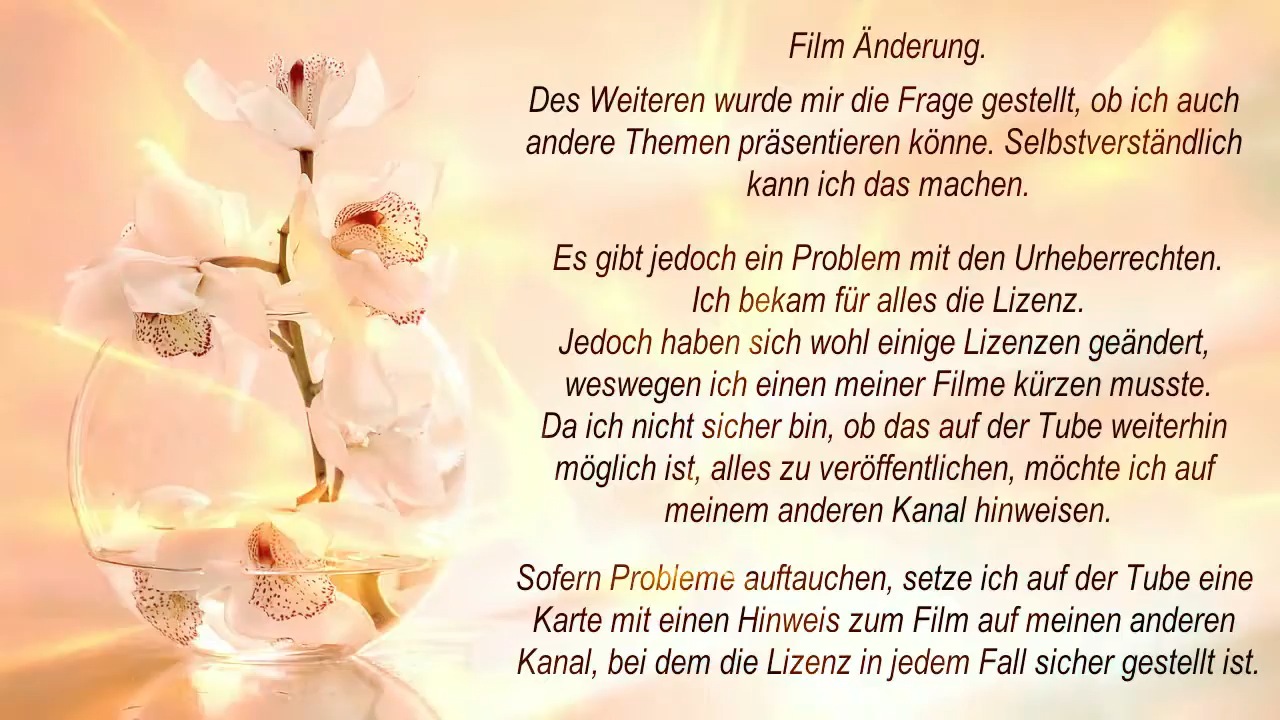 Film Änderung.
Des Weiteren wurde mir die Frage gestellt, ob ich auch
andere Themen präsentieren könne. Selbstverständlich
kann ich das machen.
Es gibt jedoch ein Problem mit den Urheberrechten.
Ich bekam für alles die Lizenz.
Jedoch haben sich wohl einige Lizenzen geändert,
weswegen ich einen meiner Filme kürzen musste.
Da ich nicht sicher bin, ob das auf der Tube weiterhin
möglich ist, alles zu veröffentlichen, möchte ich auf
meinem anderen Kanal hinweisen.
Sofern Probleme auftauchen, setze ich auf der Tube eine
Karte mit einen Hinweis zum Film auf meinen anderen
Kanal, bei dem die Lizenz in jedem Fall sicher gestellt ist.